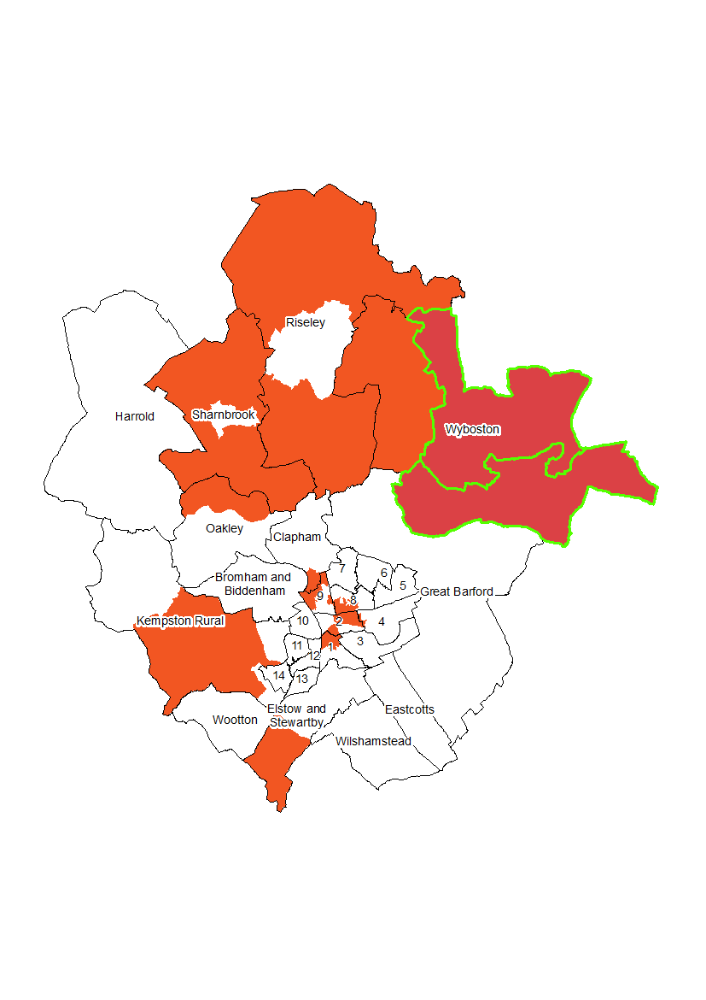 Riseley
Sharnbrook
Harrold
Wyboston
Oakley
Clapham
Bromham and
Biddenham
7
6
5
Great Barford
9
8
Kempston Rural
10
2
4
3
11
1
12
14
13
Elstow and
Stewartby
Wootton
Eastcotts
Wilshamstead